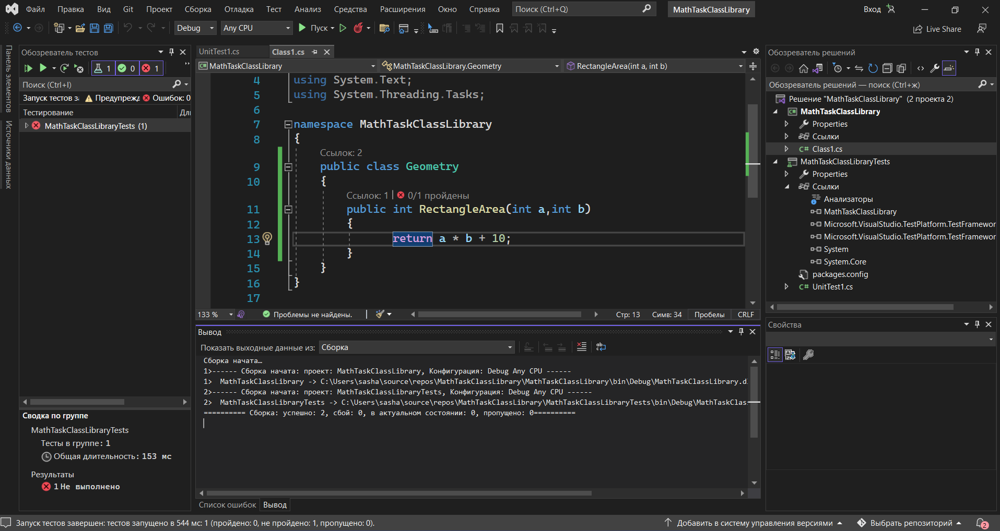 Файл Правка Вид Git Проект Сборка Отладка Тест Анализ Средства Расширения Окно Справка Поиск (Ctrl+Q) MathTaskClassLibrary Вход
Debug Any CPU Пуск Live Share
Панель элементов
Источники данных
Обозреватель тестов
1 0 1
Поиск (Ctrl+I)
Запуск тестов за Предупрежд Ошибок: 0
Тестирование Дли
MathTaskClassLibraryTests (1)
Сводка по группе
MathTaskClassLibraryTests
Тесты в группе: 1
Общая длительность: 153 мс
Результаты
1 Не выполнено
UnitTest1.cs Class1.cs
MathTaskClassLibrary MathTaskClassLibrary.Geometry RectangleArea(int a, int b)
4 using System.Text;
5 using System.Threading.Tasks;
6
7 namespace MathTaskClassLibrary
8 {
Ссылок: 2
9 public class Geometry
10 {
Ссылок: 1 | 0/1 пройдены
11 public int RectangleArea(int a,int b)
12 {
13 return a * b + 10;
14 }
15 }
16 }
17
133 % Проблемы не найдены. Стр: 13 Симв: 34 Пробелы CRLF
Вывод
Показать выходные данные из: Сборка
Сборка начата…
1>------ Сборка начата: проект: MathTaskClassLibrary, Конфигурация: Debug Any CPU ------
1>  MathTaskClassLibrary -> C:\Users\sasha\source\repos\MathTaskClassLibrary\MathTaskClassLibrary\bin\Debug\MathTaskClassLibrary.d
2>------ Сборка начата: проект: MathTaskClassLibraryTests, Конфигурация: Debug Any CPU ------
2>  MathTaskClassLibraryTests -> C:\Users\sasha\source\repos\MathTaskClassLibrary\MathTaskClassLibraryTests\bin\Debug\MathTaskClas
========== Сборка: успешно: 2, сбой: 0, в актуальном состоянии: 0, пропущено: 0==========
Список ошибок Вывод
Обозреватель решений
Обозреватель решений — поиск (Ctrl+ж)
Решение "MathTaskClassLibrary" (2 проекта 2)
C# MathTaskClassLibrary
Properties
Ссылки
C# Class1.cs
MathTaskClassLibraryTests
Properties
Ссылки
Анализаторы
MathTaskClassLibrary
Microsoft.VisualStudio.TestPlatform.TestFramewor
Microsoft.VisualStudio.TestPlatform.TestFramewor
System
System.Core
packages.config
C# UnitTest1.cs
Свойства
Запуск тестов завершен: тестов запущено в 544 мс: 1 (пройдено: 0, не пройдено: 1, пропущено: 0). Добавить в систему управления версиями Выбрать репозиторий 2